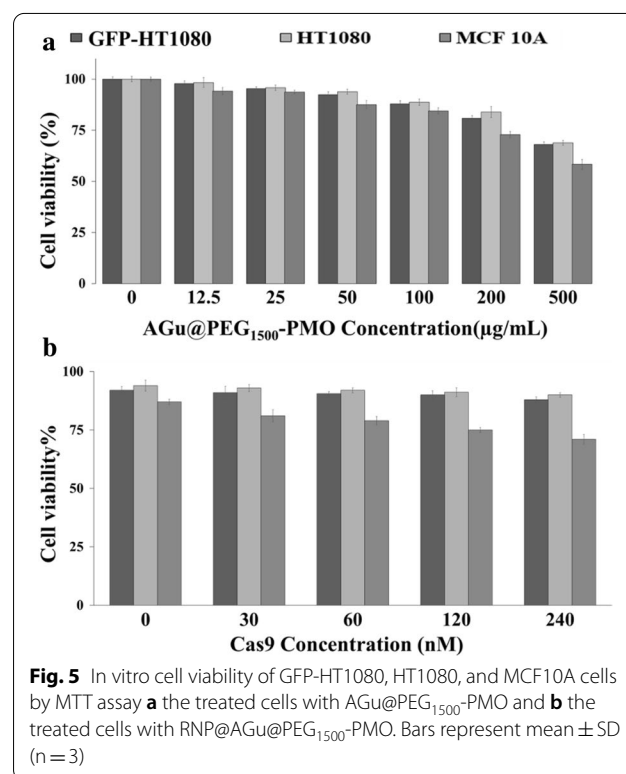 a
GFP-HT1080 HT1080 MCF 10A
100
75
50
25
0
Cell viability (%)
0 12.5 25 50 100 200 500
AGu@PEG1500-PMO Concentration(µg/mL)
b
100
75
50
25
0
Cell viability%
0 30 60 120 240
Cas9 Concentration (nM)
Fig. 5 In vitro cell viability of GFP-HT1080, HT1080, and MCF10A cells
by MTT assay a the treated cells with AGu@PEG1500-PMO and b the
treated cells with RNP@AGu@PEG1500-PMO. Bars represent mean ± SD
(n = 3)